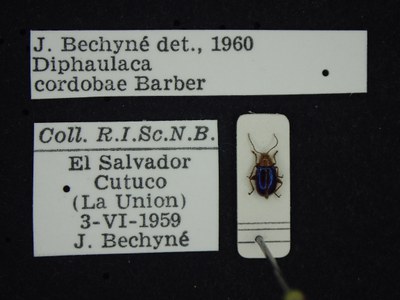 J. Bechyné det., 1960
Diphaulaca
cordobae Barber
Coll. R.I.Sc.N.B.
El Salvador
Cutuco
(La Union)
3-VI-1959
J. Bechyné